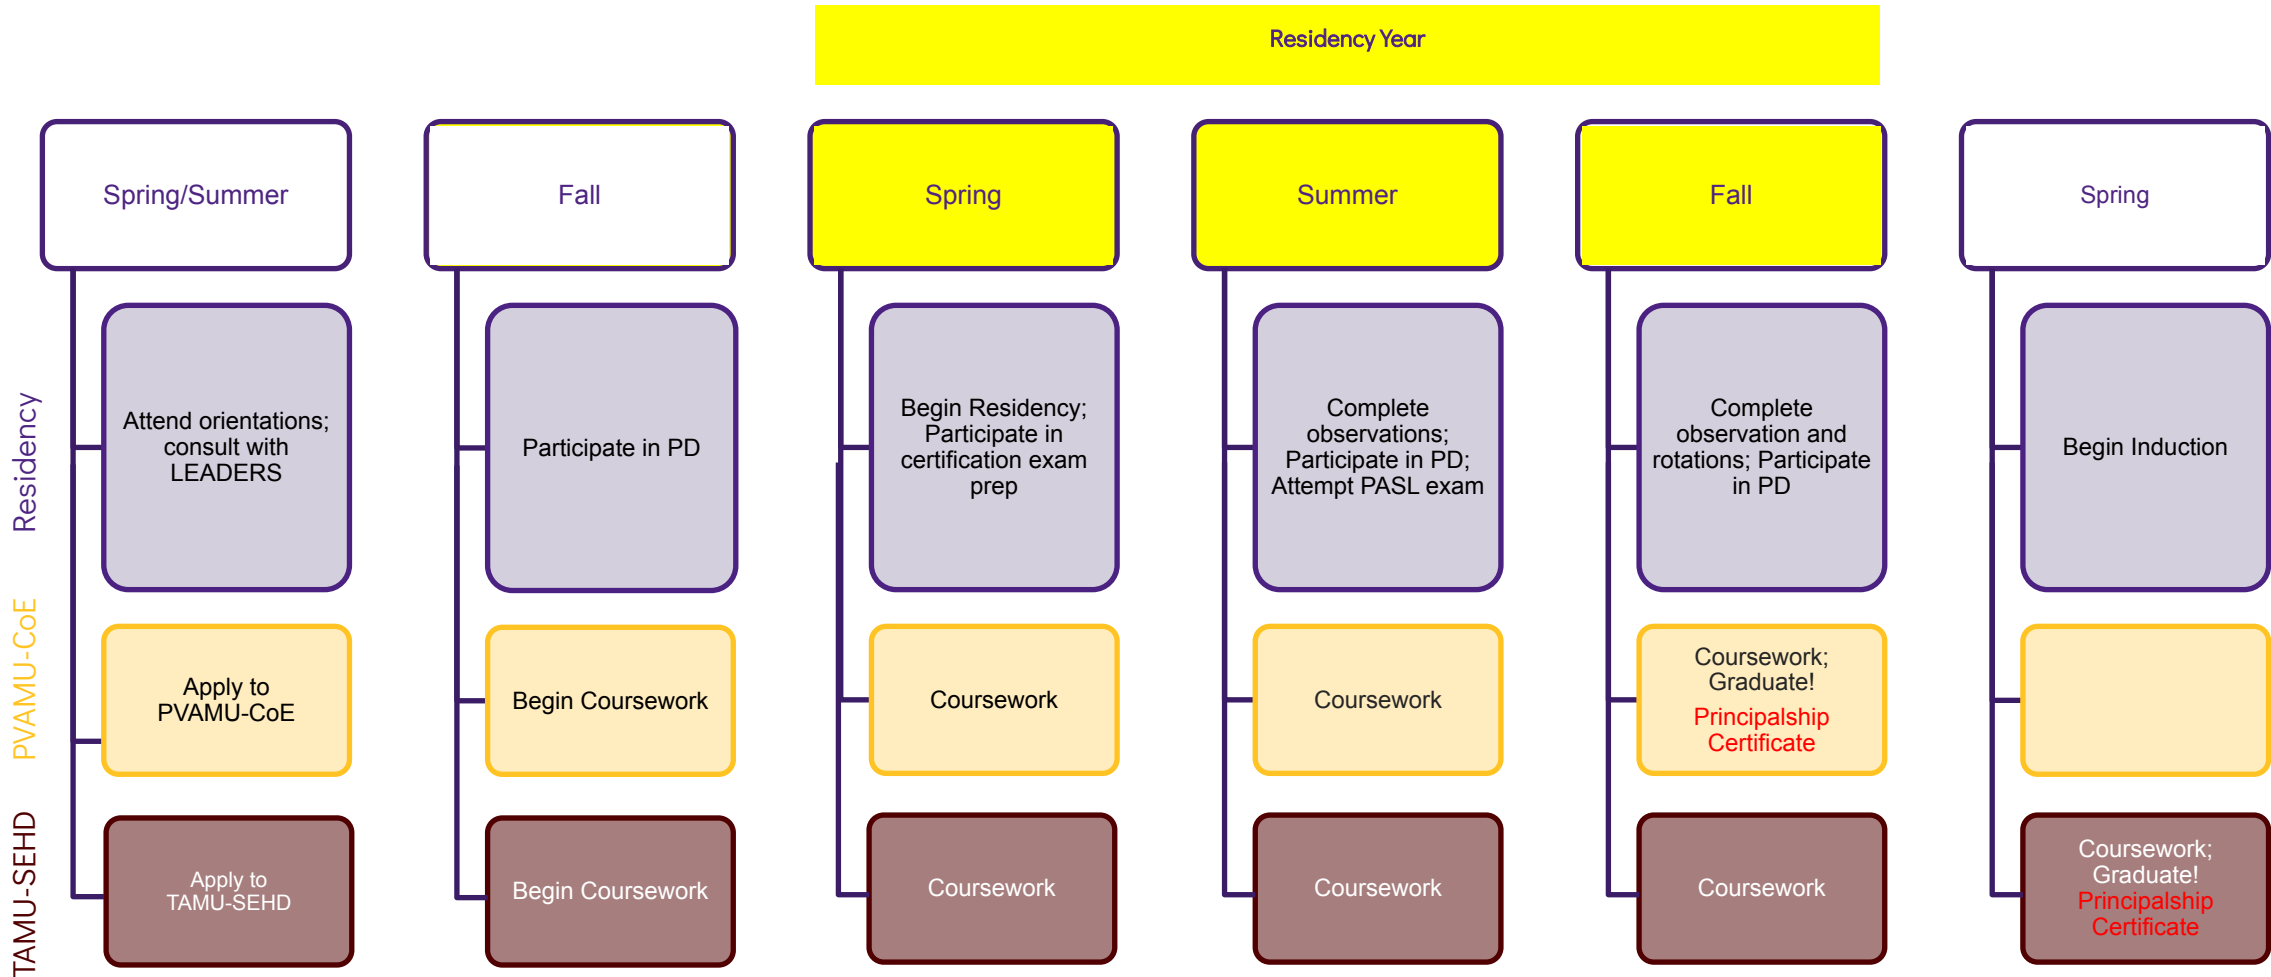 Residency Year
Spring/Summer
Fall
Spring
Summer
Fall
Spring
Residency
Attend orientations;
consult with
LEADERS
Participate in PD
Begin Residency;
Participate in
certification exam
prep
Complete
observations;
Participate in PD;
Attempt PASL exam
Complete
observation and
rotations; Participate
in PD
Begin Induction
PVAMU-CoE
Apply to
PVAMU-CoE
Begin Coursework
Coursework
Coursework
Coursework;
Graduate!
Principalship
Certificate
TAMU-SEHD
Apply to
TAMU-SEHD
Begin Coursework
Coursework
Coursework
Coursework
Coursework;
Graduate!
Principalship
Certificate